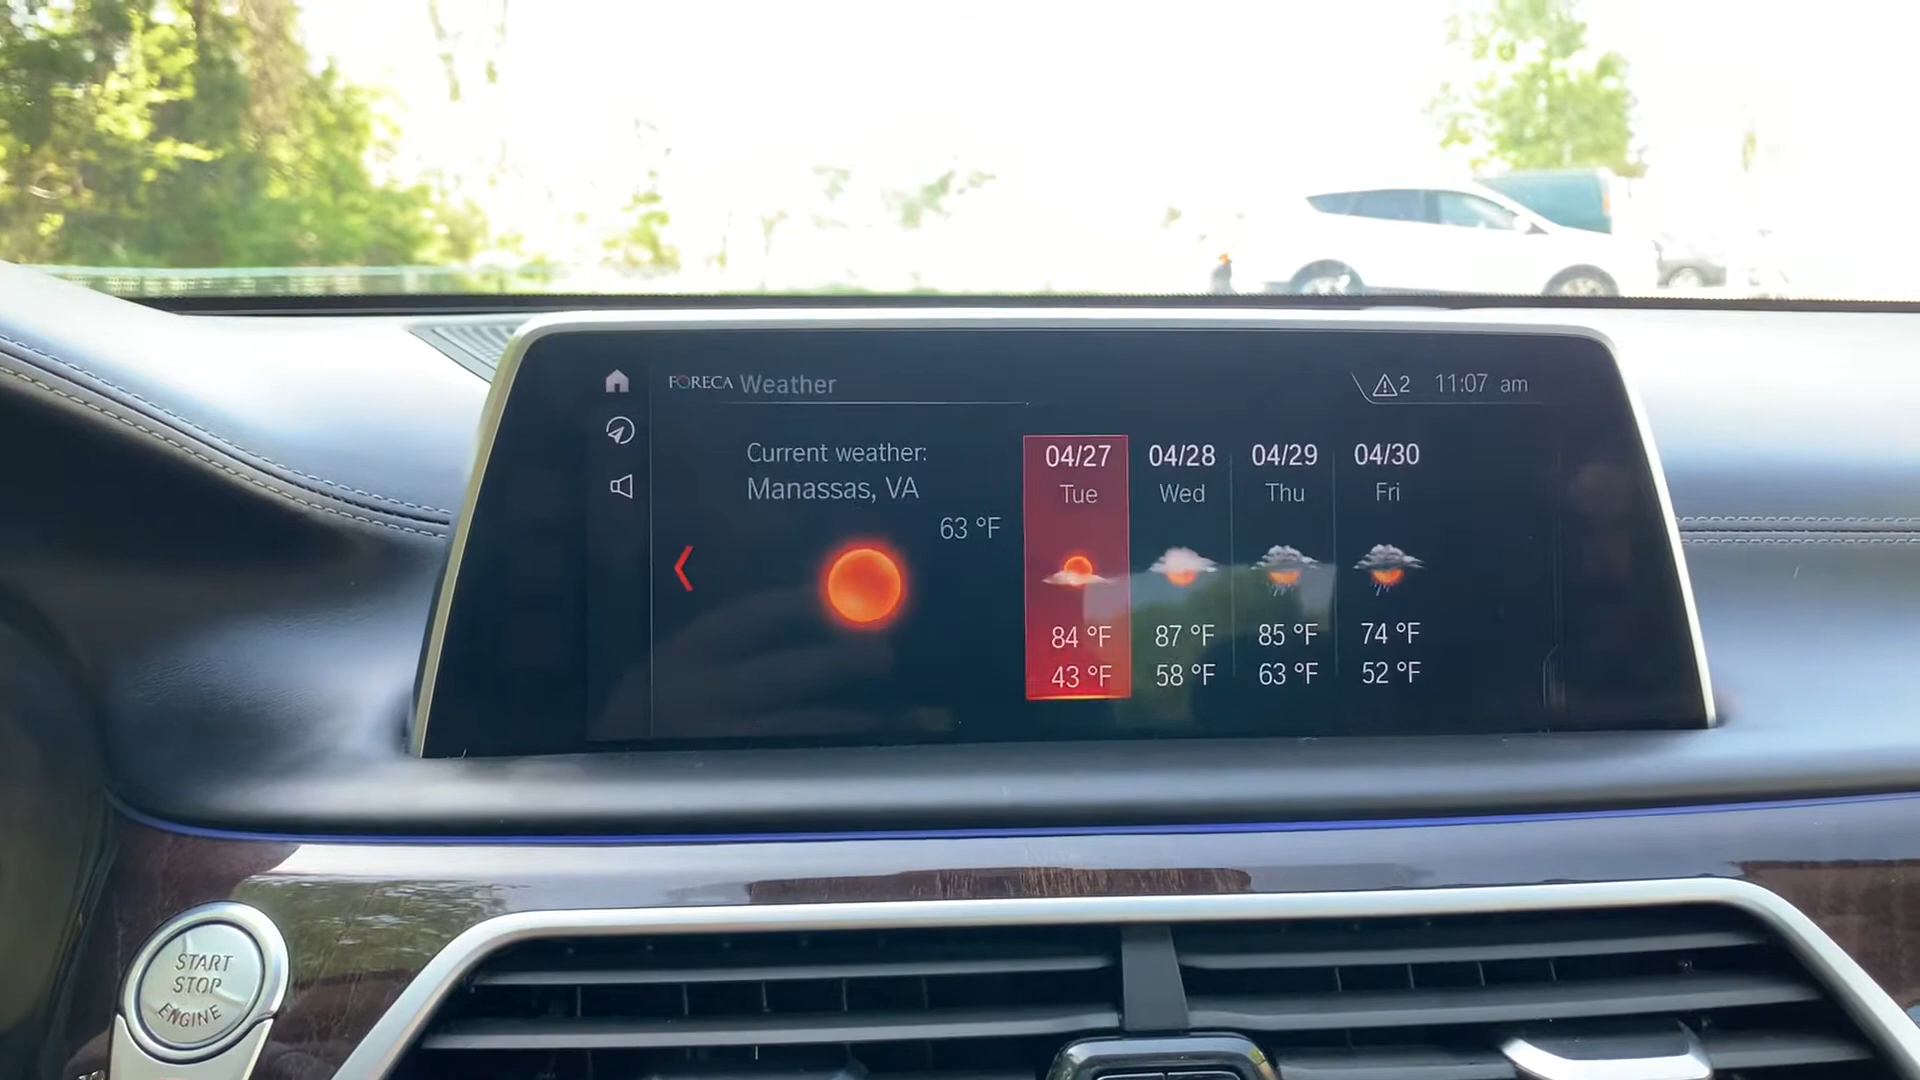 FORECA Weather
2 11:07 am
Current weather:
Manassas, VA
63 °F
04/27 04/28 04/29 04/30
Tue Wed Thu Fri
84 °F 87 °F 85 °F 74 °F
43 °F 58 °F 63 °F 52 °F
START
STOP
ENGINE